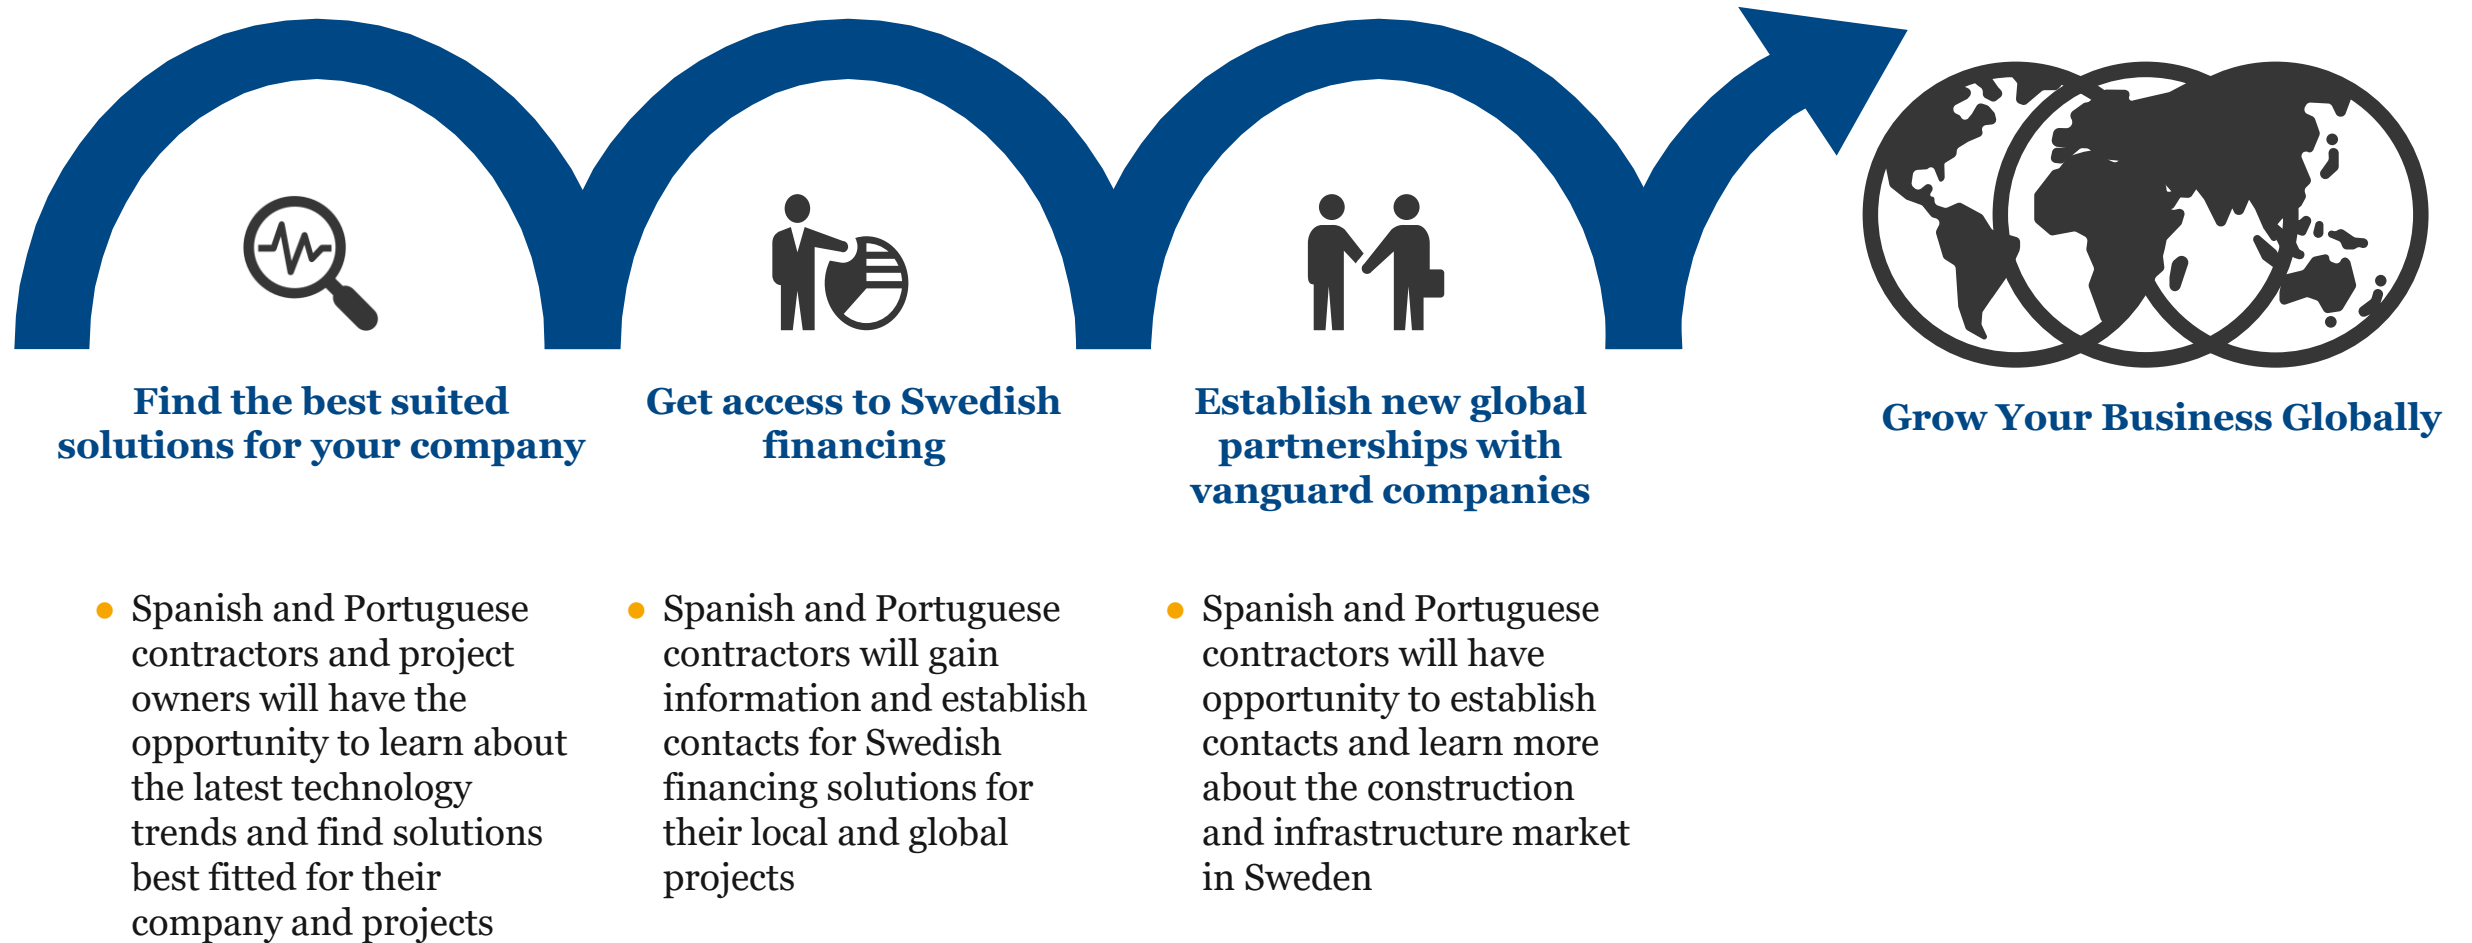 Find the best suited
solutions for your company
Get access to Swedish
financing
Establish new global
partnerships with
vanguard companies
Grow Your Business Globally
Spanish and Portuguese
contractors and project
owners will have the
opportunity to learn about
the latest technology
trends and find solutions
best fitted for their
company and projects
Spanish and Portuguese
contractors will gain
information and establish
contacts for Swedish
financing solutions for
their local and global
projects
Spanish and Portuguese
contractors will have
opportunity to establish
contacts and learn more
about the construction
and infrastructure market
in Sweden